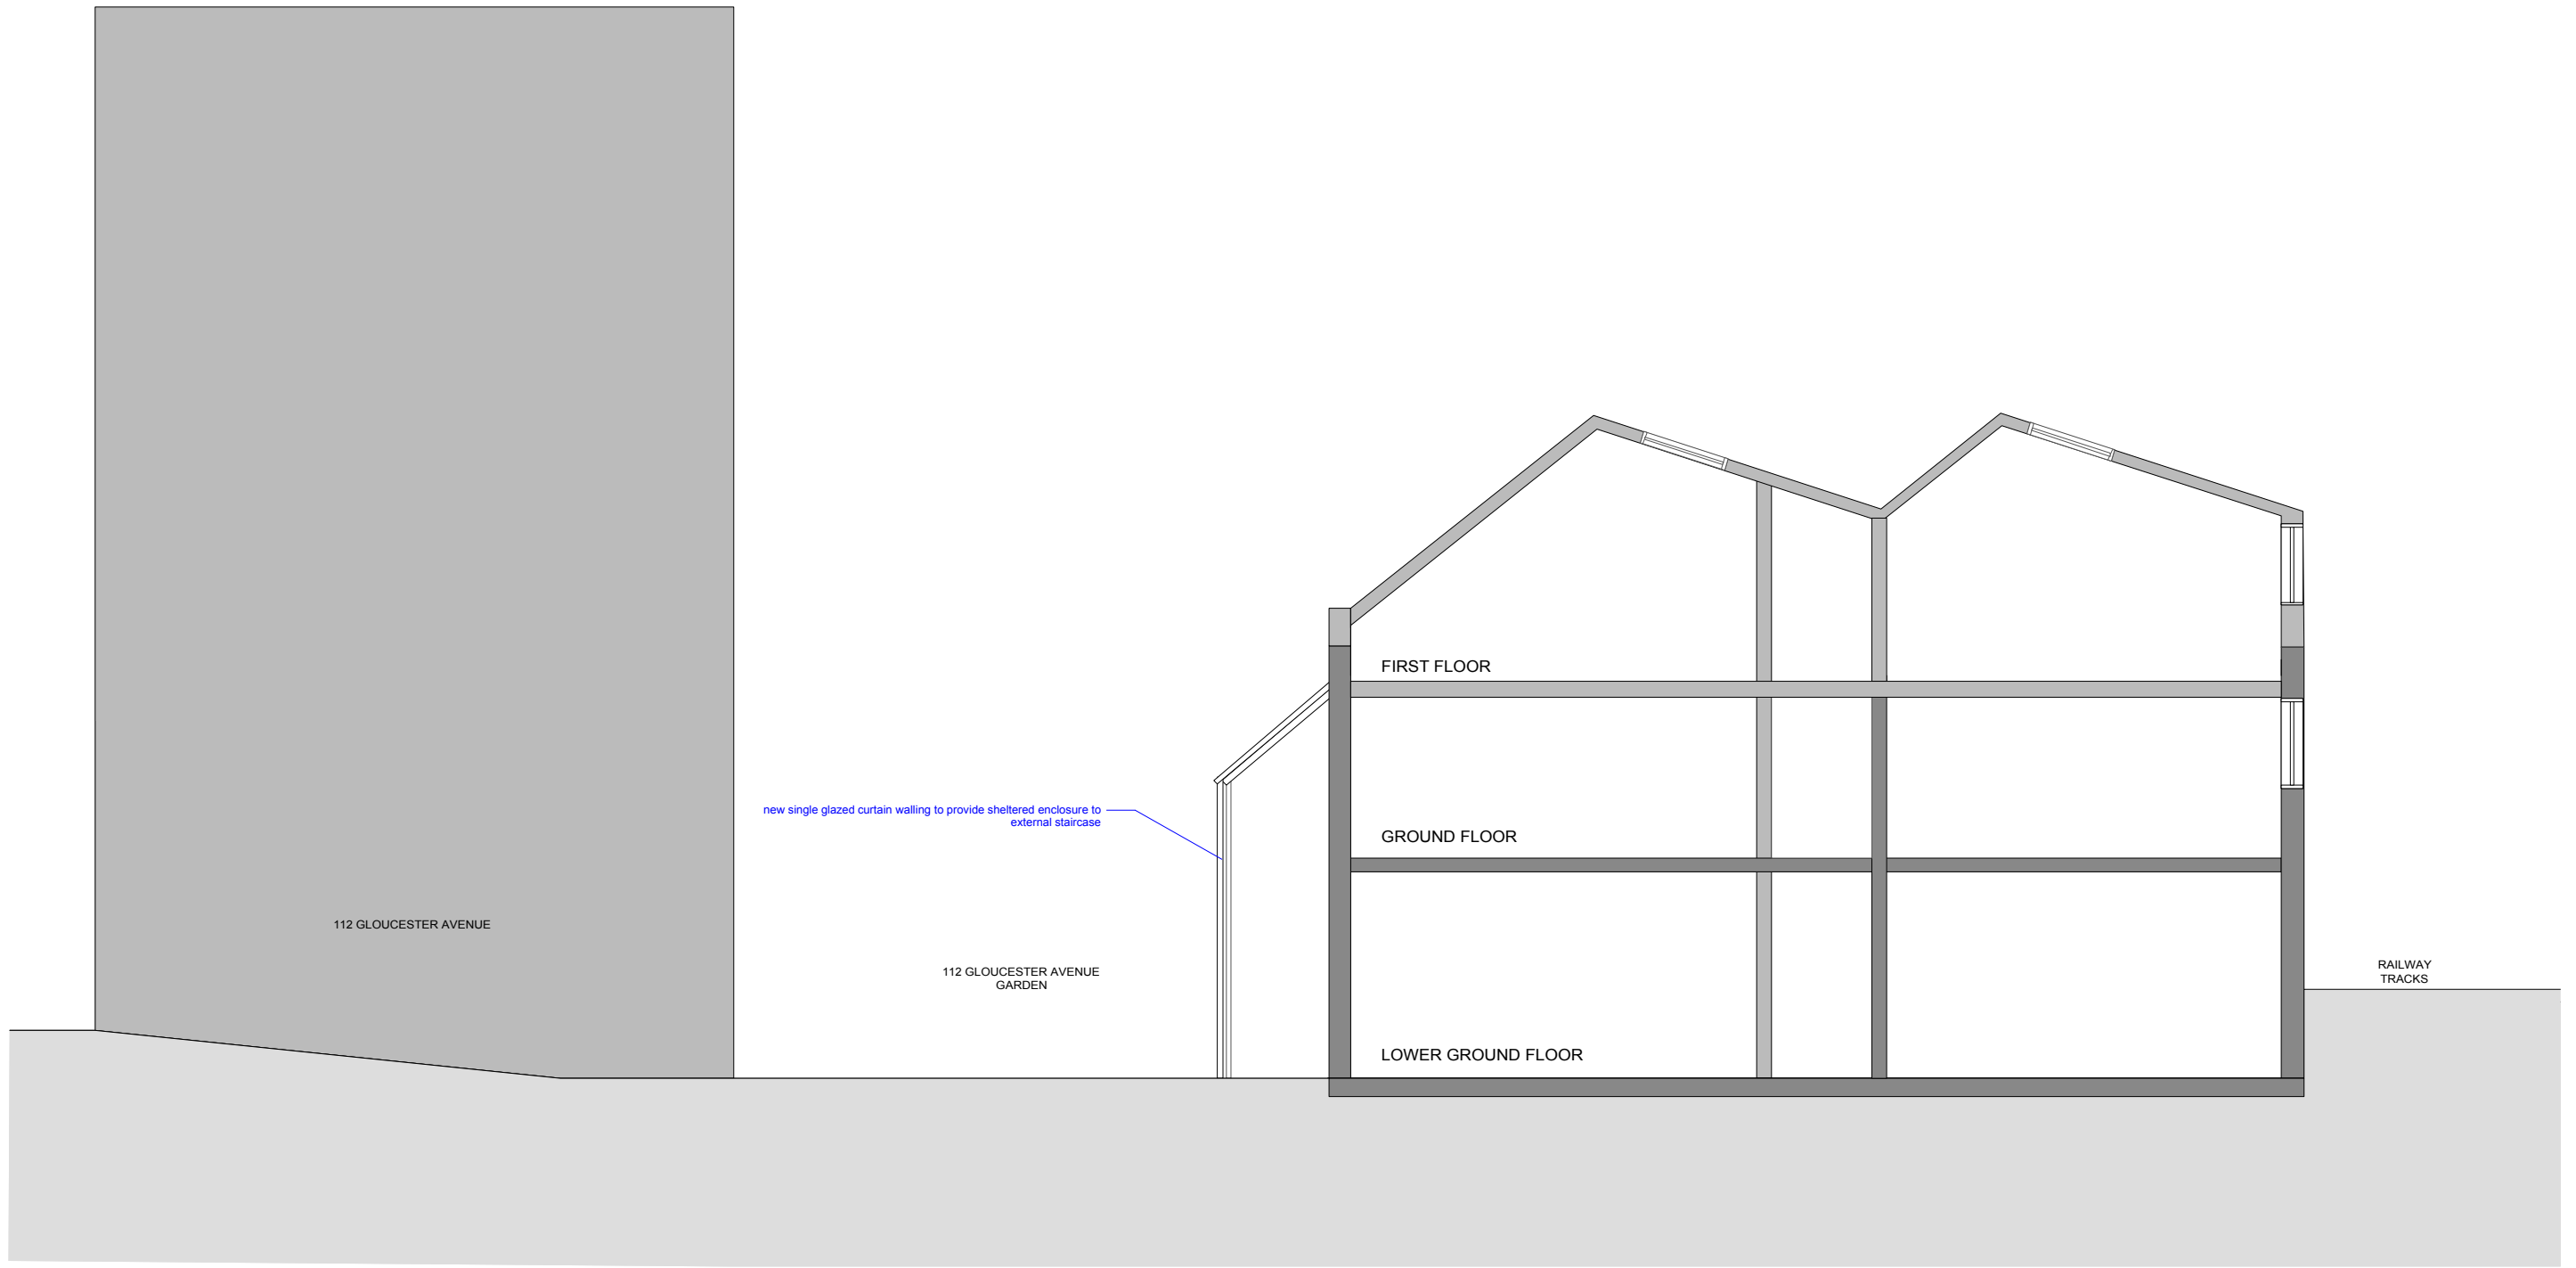 FIRST FLOOR
new single glazed curtain walling to provide sheltered enclosure to
external staircase
GROUND FLOOR
112 GLOUCESTER AVENUE
112 GLOUCESTER AVENUE
GARDEN
RAILWAY
TRACKS
LOWER GROUND FLOOR